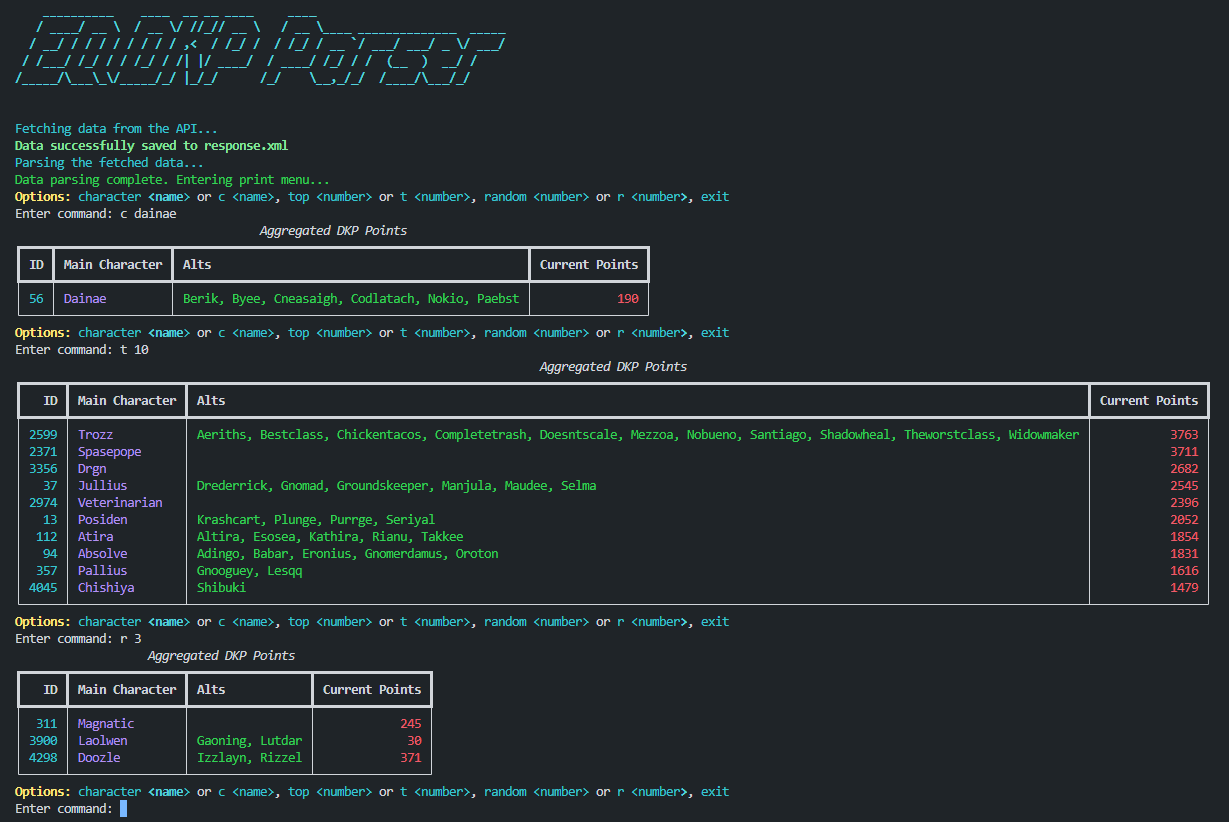 EQDKP Parser
Fetching data from the API...
Data successfully saved to response.xml
Parsing the fetched data...
Data parsing complete. Entering print menu...
Options: character <name> or c <name>, top <number> or t <number>, random <number> or r <number>, exit
Enter command: c dainae
Aggregated DKP Points
ID Main Character Alts Current Points
56 Dainae Berik, Byee, Cneasaigh, Codlatach, Nokio, Paebst 190
Options: character <name> or c <name>, top <number> or t <number>, random <number> or r <number>, exit
Enter command: t 10
Aggregated DKP Points
ID Main Character Alts Current Points
2599 Trozz Aeriths, Bestclass, Chickentacos, Completetrash, Doesntscale, Mezzoa, Nobueno, Santiago, Shadowheal, Theworstclass, Widowmaker 3763
2371 Spasepope 3711
3356 Drgn 2682
37 Jullius Drederrick, Gnomad, Groundskeeper, Manjula, Maudee, Selma 2545
2974 Veterinarian 2396
13 Posiden Krashcart, Plunge, Purrge, Seriyal 2052
112 Atira Altira, Esosea, Kathira, Rianu, Takkee 1854
94 Absolve Adingo, Babar, Eronius, Gnomerdamus, Oroton 1831
357 Pallius Gnooguey, Lesqq 1616
4045 Chishiya Shibuki 1479
Options: character <name> or c <name>, top <number> or t <number>, random <number> or r <number>, exit
Enter command: r 3
Aggregated DKP Points
ID Main Character Alts Current Points
311 Magnatic 245
3900 Laolwen Gaoning, Lutdar 30
4298 Doozle Izzlayn, Rizzel 371
Options: character <name> or c <name>, top <number> or t <number>, random <number> or r <number>, exit
Enter command: